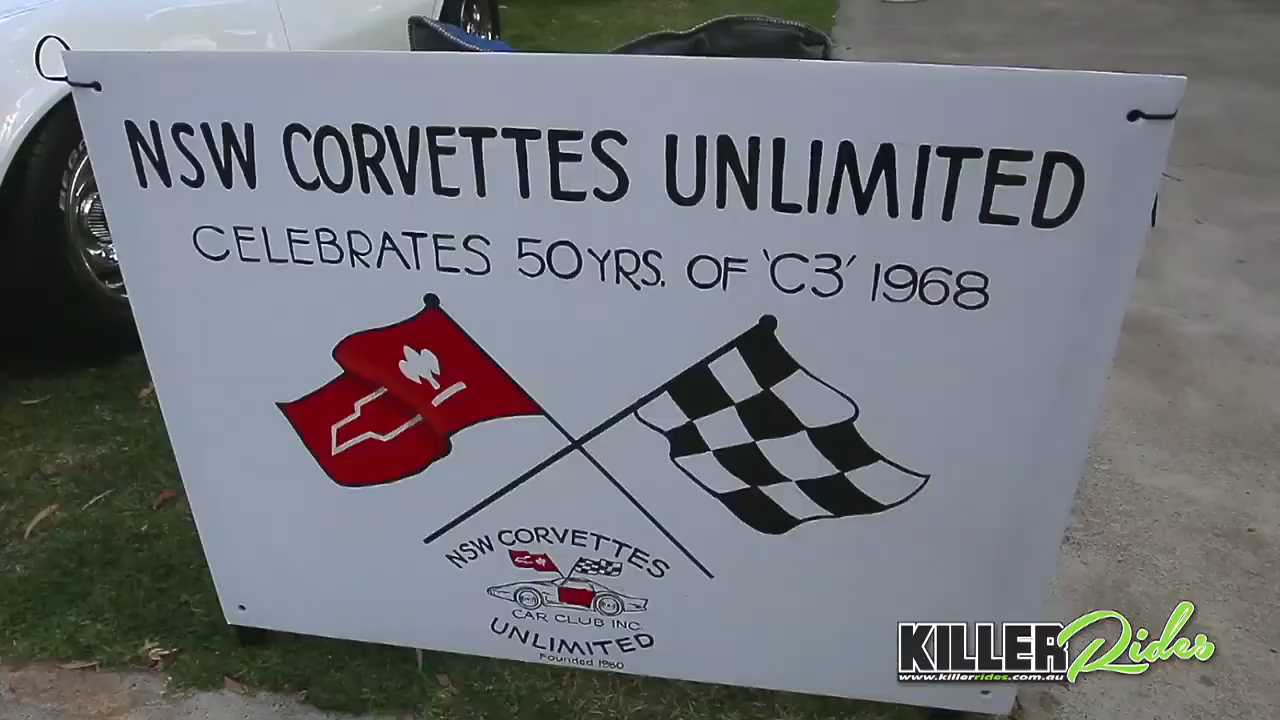 NSW CORVETTES UNLIMITED
CELEBRATES 50YRS. OF 'C3' 1968
NSW CORVETTES
CAR CLUB INC.
UNLIMITED
Founded 1980
KILLER Rides
www.killerrides.com.au